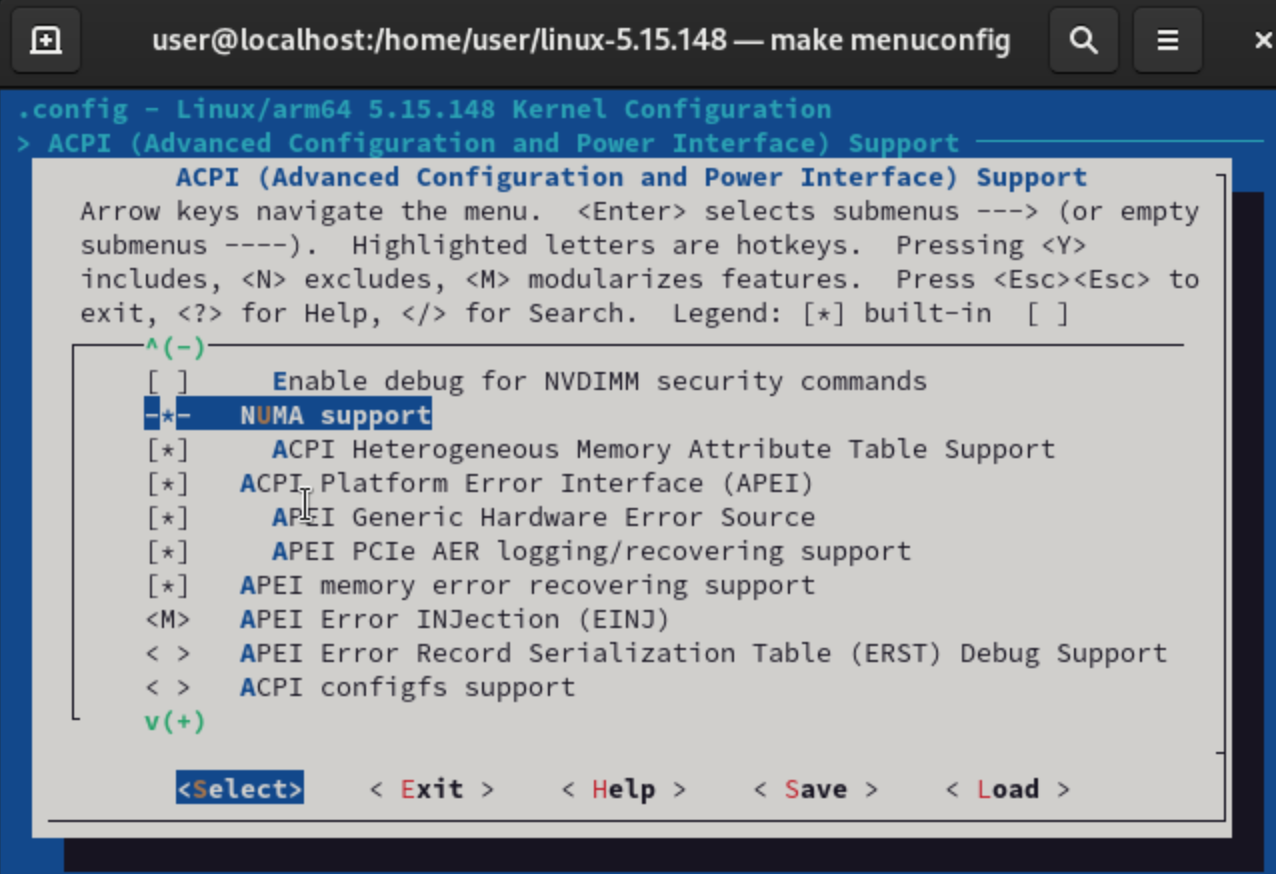 user@localhost:/home/user/linux-5.15.148 — make menuconfig
.config - Linux/arm64 5.15.148 Kernel Configuration
> ACPI (Advanced Configuration and Power Interface) Support
ACPI (Advanced Configuration and Power Interface) Support
Arrow keys navigate the menu.  <Enter> selects submenus ---> (or empty
submenus ----).  Highlighted letters are hotkeys.  Pressing <Y>
includes, <N> excludes, <M> modularizes features.  Press <Esc><Esc> to
exit, <?> for Help, </> for Search.  Legend: [*] built-in  [ ]
^(-)
[ ]     Enable debug for NVDIMM security commands
-*-   NUMA support
[*]     ACPI Heterogeneous Memory Attribute Table Support
[*]   ACPI Platform Error Interface (APEI)
[*]     APEI Generic Hardware Error Source
[*]     APEI PCIe AER logging/recovering support
[*]   APEI memory error recovering support
<M>   APEI Error INJection (EINJ)
< >   APEI Error Record Serialization Table (ERST) Debug Support
< >   ACPI configfs support
v(+)
<Select>    < Exit >    < Help >    < Save >    < Load >